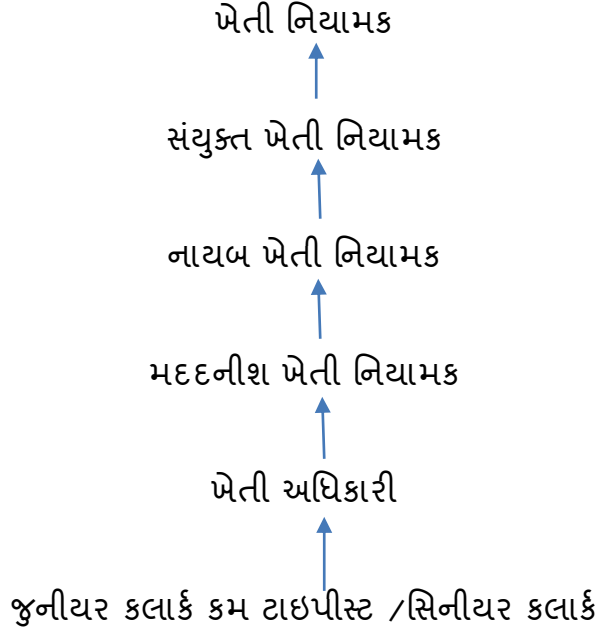 ખેતી નિયામક
સંયુક્ત ખેતી નિયામક
નાયબ ખેતી નિયામક
મદદનીશ ખેતી નિયામક
ખેતી અધિકારી
જુનીયર કલાર્ક કમ ટાઇપીસ્ટ /સિનીયર કલાર્ક